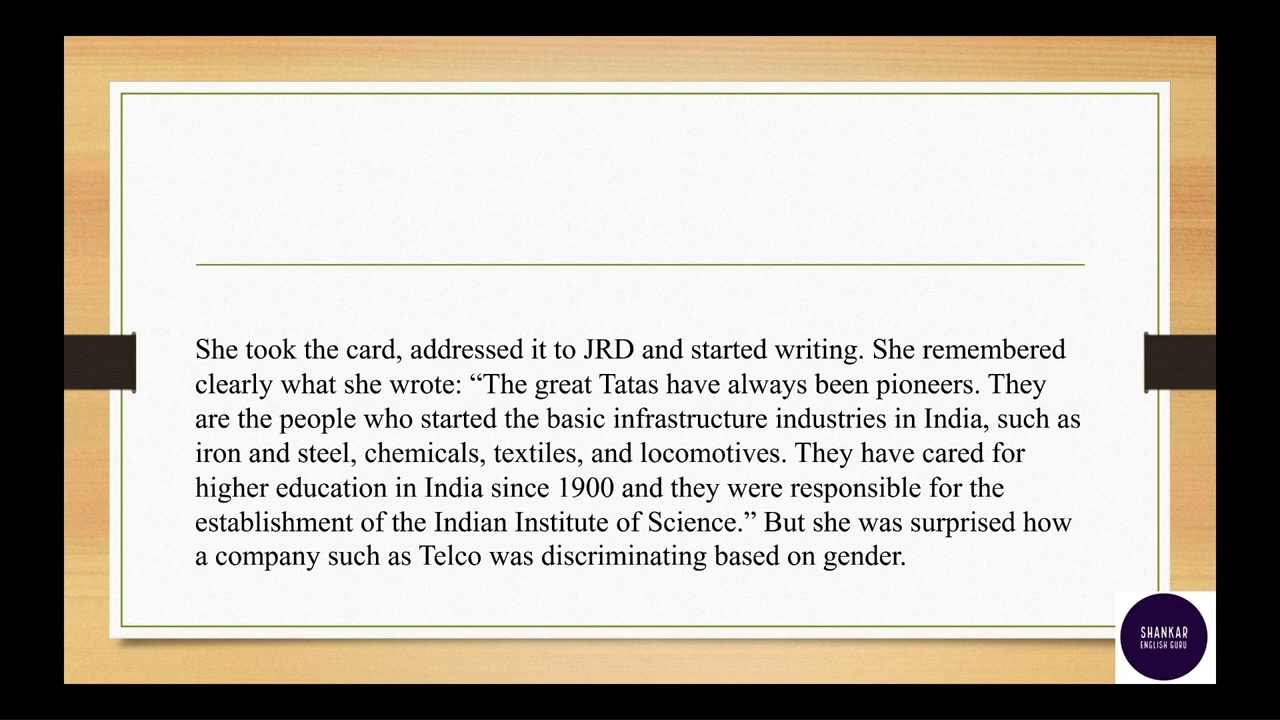 She took the card, addressed it to JRD and started writing. She remembered
clearly what she wrote: “The great Tatas have always been pioneers. They
are the people who started the basic infrastructure industries in India, such as
iron and steel, chemicals, textiles, and locomotives. They have cared for
higher education in India since 1900 and they were responsible for the
establishment of the Indian Institute of Science.” But she was surprised how
a company such as Telco was discriminating based on gender.
SHANKAR
ENGLISH GURU